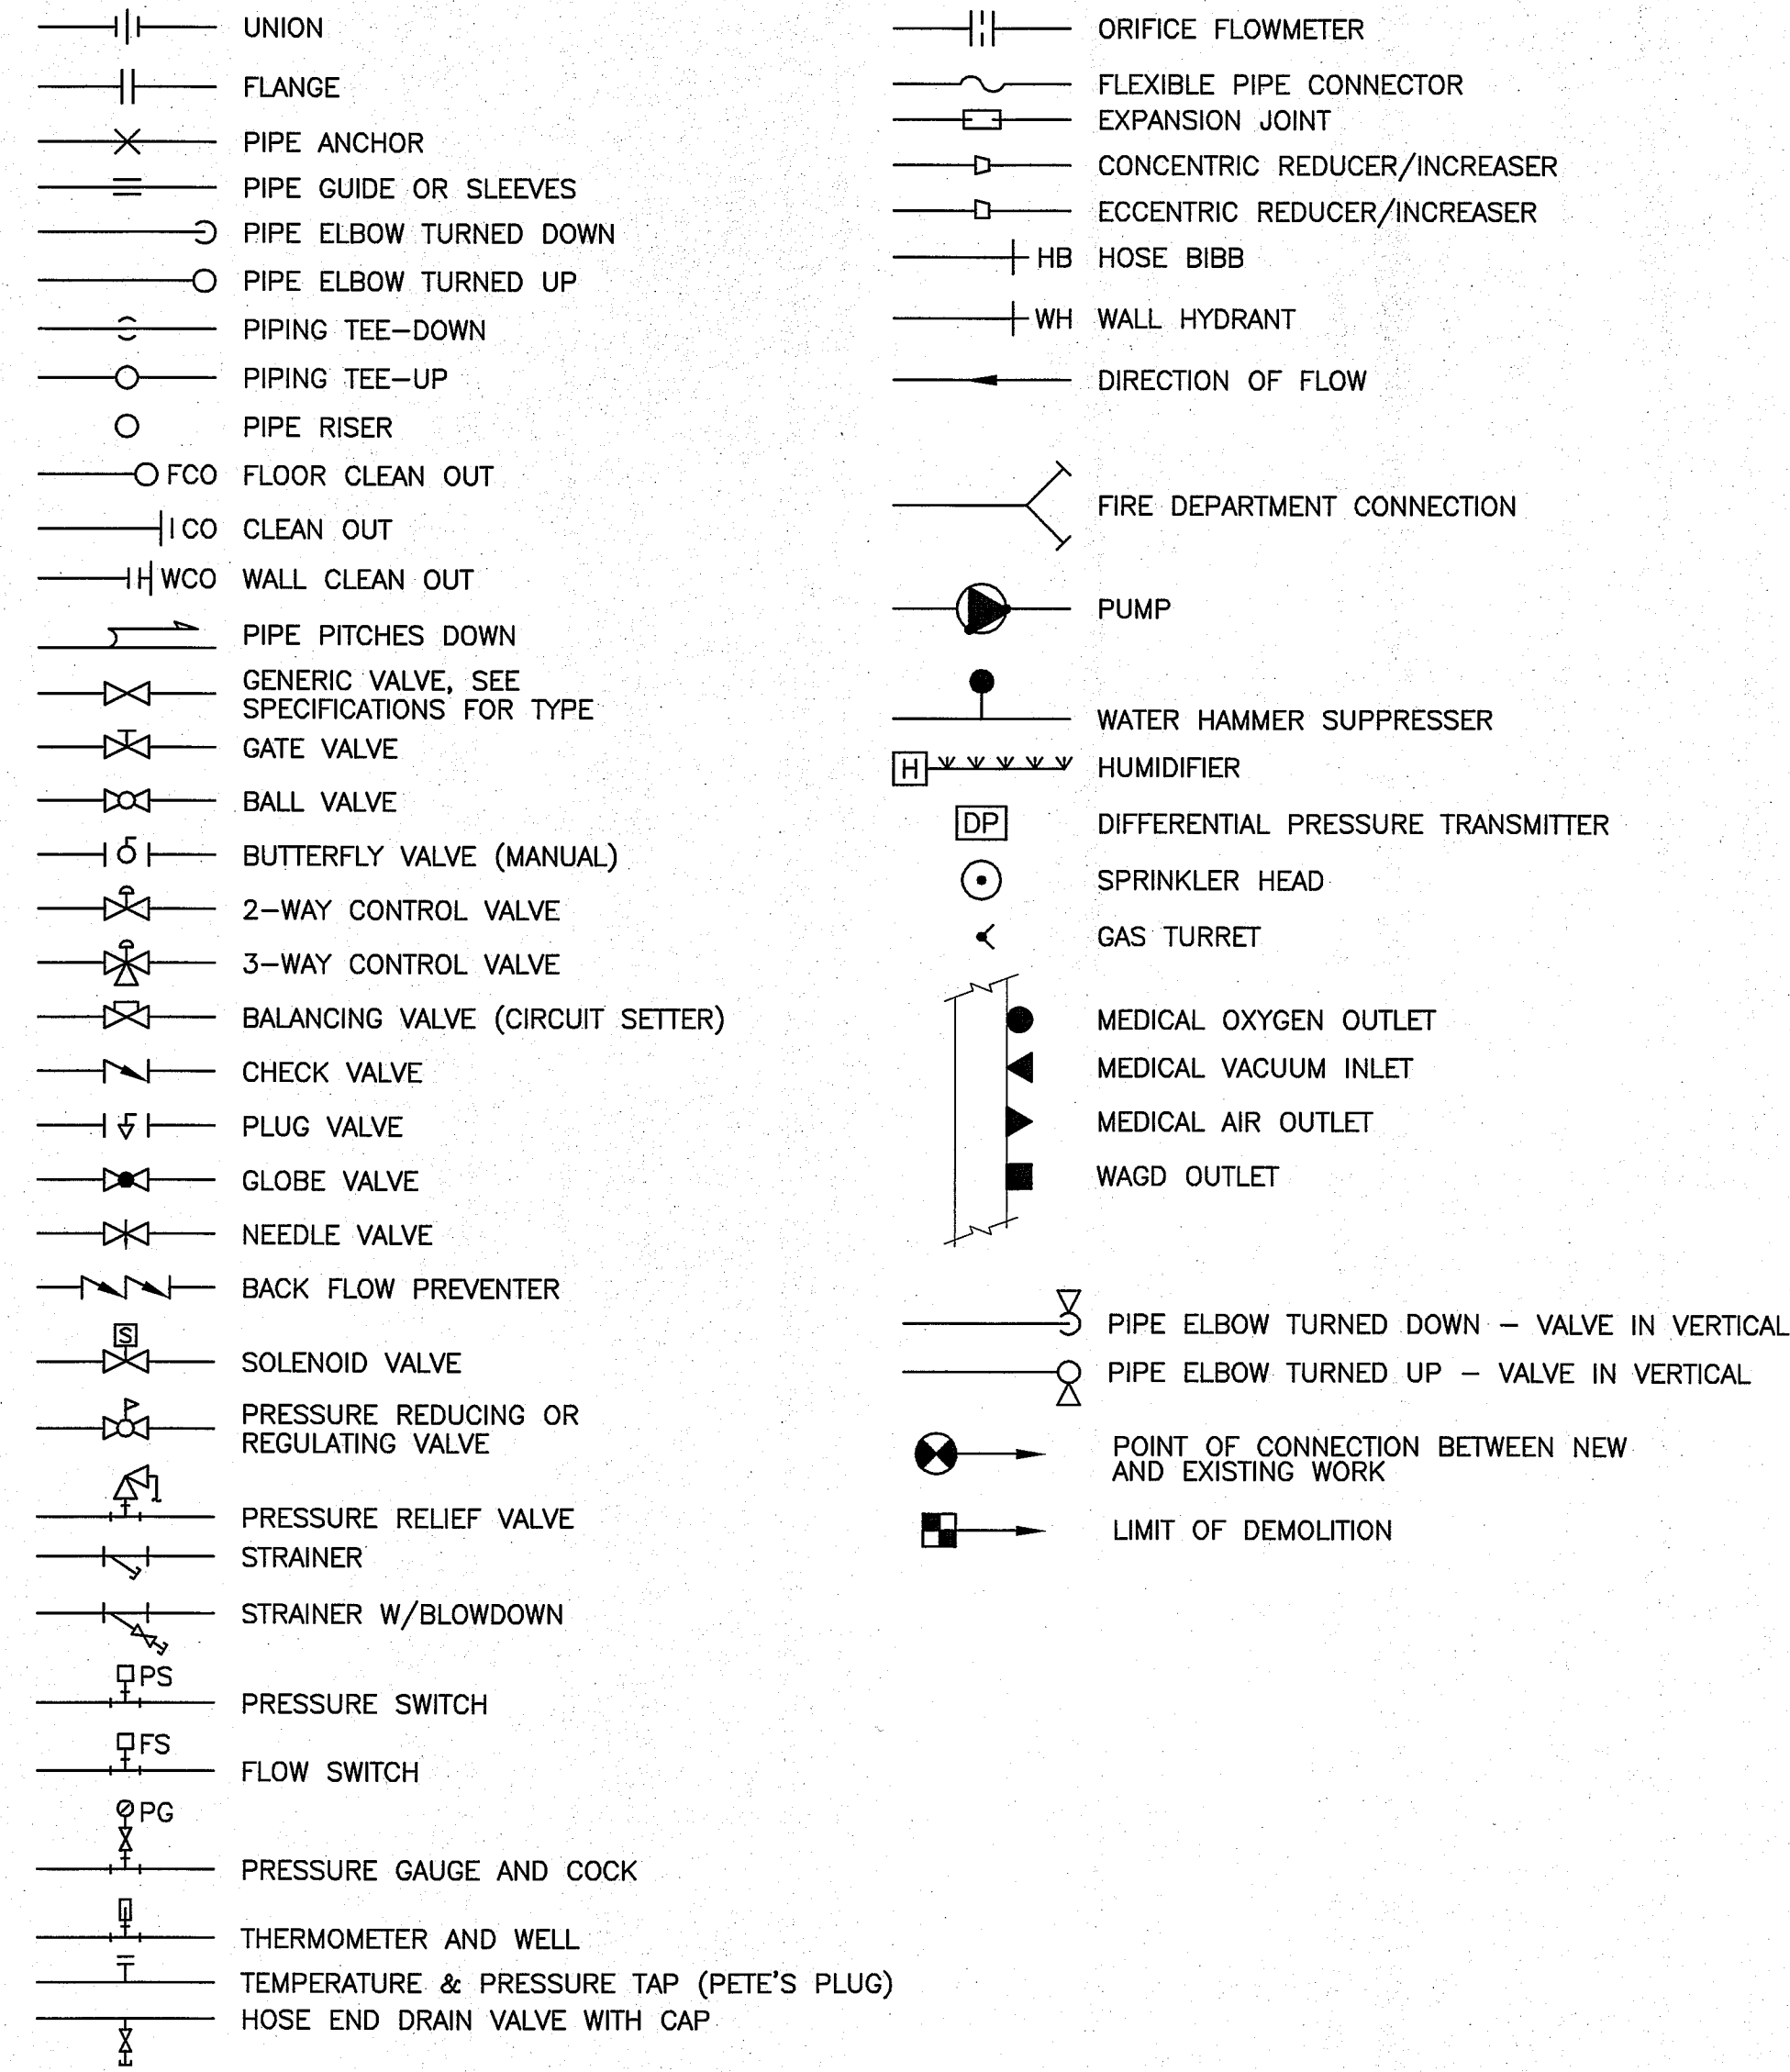 UNION
FLANGE
PIPE ANCHOR
PIPE GUIDE OR SLEEVES
PIPE ELBOW TURNED DOWN
PIPE ELBOW TURNED UP
PIPING TEE-DOWN
PIPING TEE-UP
PIPE RISER
FCO FLOOR CLEAN OUT
CO CLEAN OUT
WCO WALL CLEAN OUT
PIPE PITCHES DOWN
GENERIC VALVE, SEE
SPECIFICATIONS FOR TYPE
GATE VALVE
BALL VALVE
BUTTERFLY VALVE (MANUAL)
2-WAY CONTROL VALVE
3-WAY CONTROL VALVE
BALANCING VALVE (CIRCUIT SETTER)
CHECK VALVE
PLUG VALVE
GLOBE VALVE
NEEDLE VALVE
BACK FLOW PREVENTER
S
SOLENOID VALVE
PRESSURE REDUCING OR
REGULATING VALVE
PRESSURE RELIEF VALVE
STRAINER
STRAINER W/BLOWDOWN
PS
PRESSURE SWITCH
FS
FLOW SWITCH
PG
PRESSURE GAUGE AND COCK
THERMOMETER AND WELL
TEMPERATURE & PRESSURE TAP (PETE'S PLUG)
HOSE END DRAIN VALVE WITH CAP
ORIFICE FLOWMETER
FLEXIBLE PIPE CONNECTOR
EXPANSION JOINT
CONCENTRIC REDUCER/INCREASER
ECCENTRIC REDUCER/INCREASER
HB HOSE BIBB
WH WALL HYDRANT
DIRECTION OF FLOW
FIRE DEPARTMENT CONNECTION
PUMP
WATER HAMMER SUPPRESSER
H HUMIDIFIER
DP DIFFERENTIAL PRESSURE TRANSMITTER
SPRINKLER HEAD
GAS TURRET
MEDICAL OXYGEN OUTLET
MEDICAL VACUUM INLET
MEDICAL AIR OUTLET
WAGD OUTLET
PIPE ELBOW TURNED DOWN - VALVE IN VERTICAL
PIPE ELBOW TURNED UP - VALVE IN VERTICAL
POINT OF CONNECTION BETWEEN NEW
AND EXISTING WORK
LIMIT OF DEMOLITION